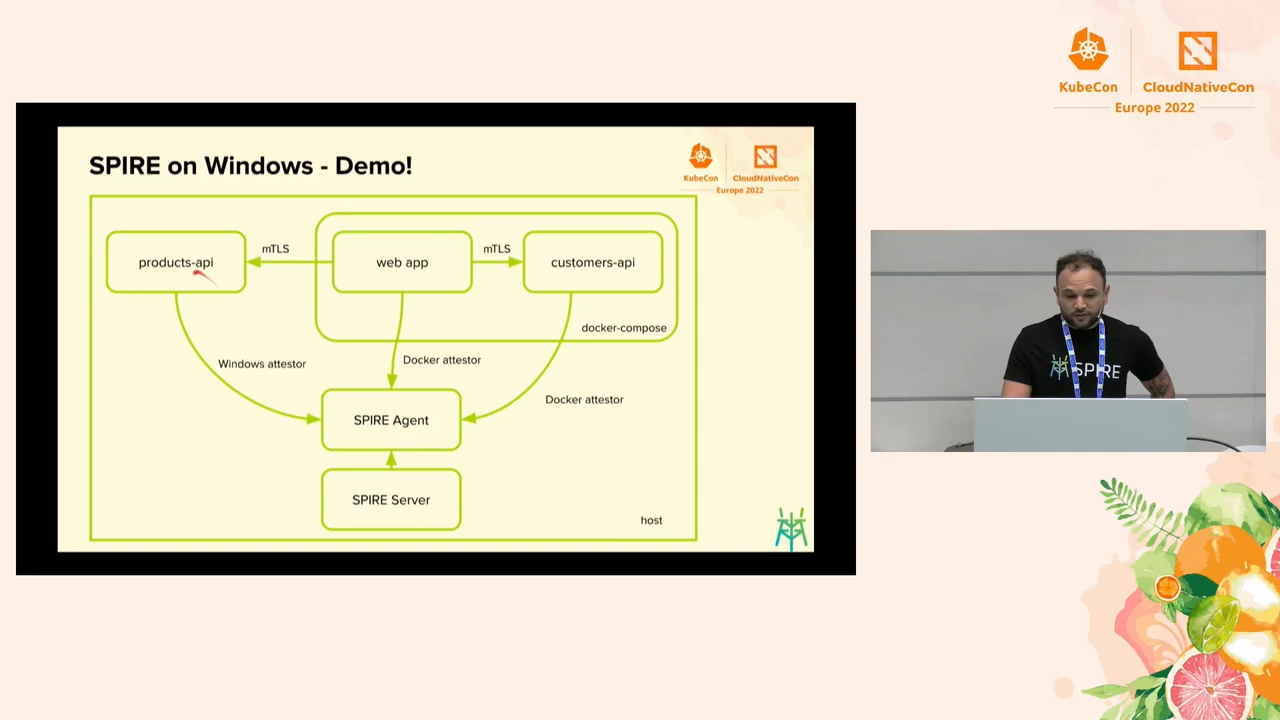 KubeCon
CloudNativeCon
Europe 2022
SPIRE on Windows - Demo!
KubeCon
CloudNativeCon
Europe 2022
products-api
mTLS
web app
mTLS
customers-api
docker-compose
Windows attestor
Docker attestor
Docker attestor
SPIRE Agent
SPIRE Server
host
SPIRE